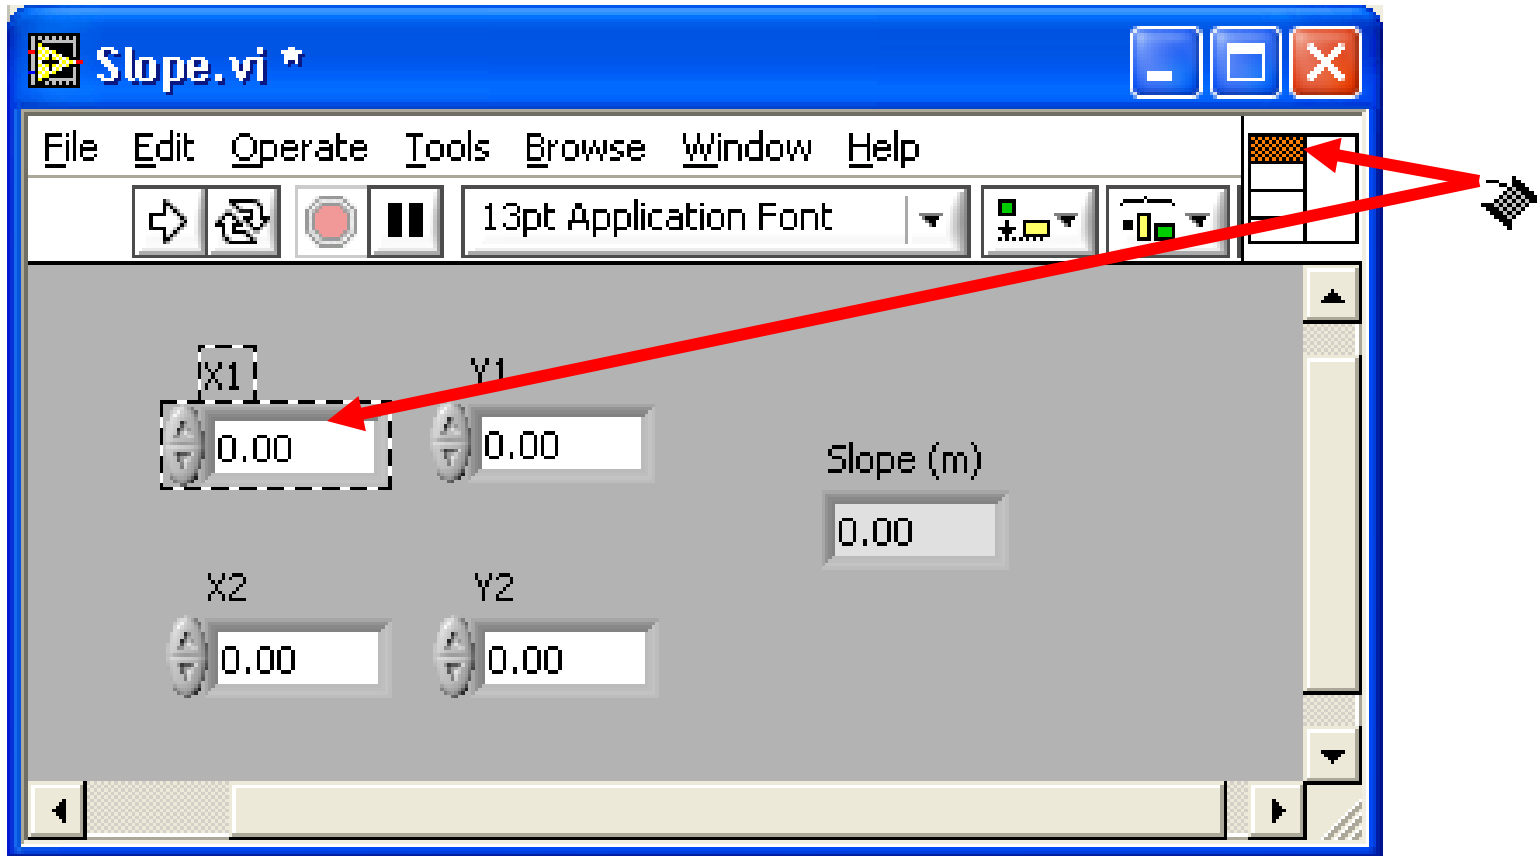 Slope.vi *
File Edit Operate Tools Browse Window Help
13pt Application Font
X1 Y1
0.00 0.00
Slope (m)
0.00
X2 Y2
0.00 0.00